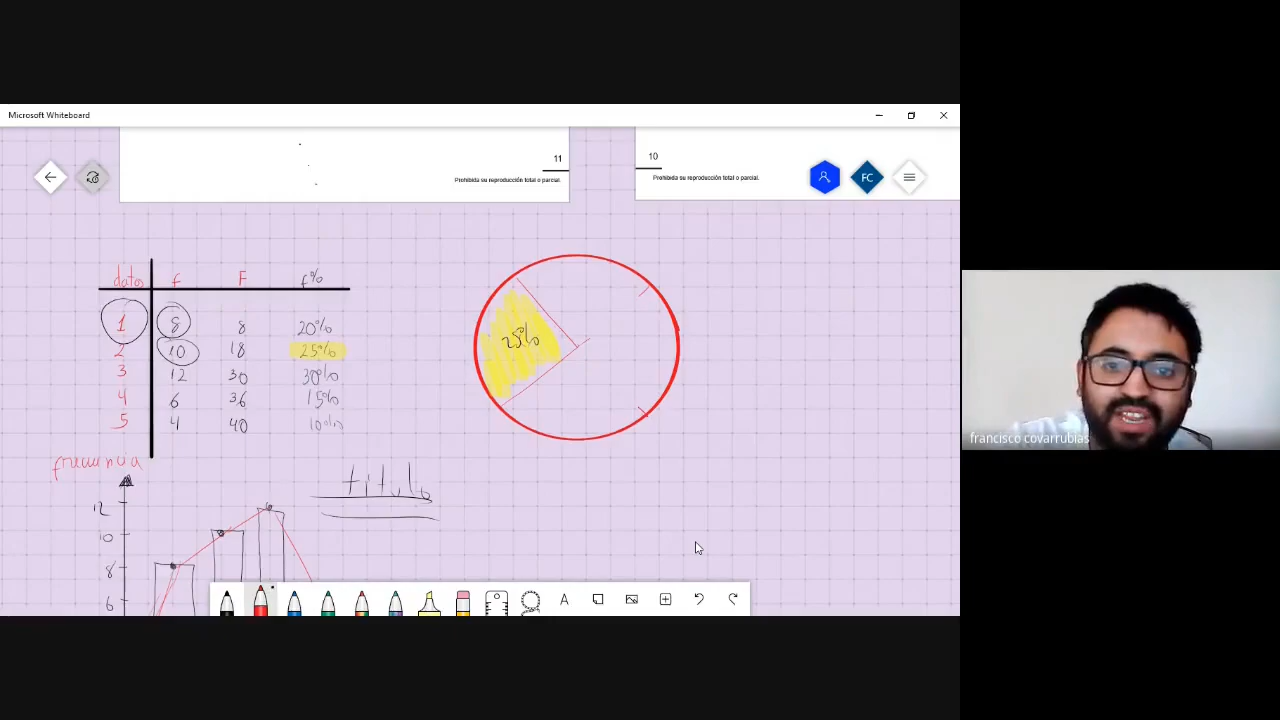 Microsoft Whiteboard
11
Prohibida su reproducción total o parcial.
10
Prohibida su reproducción total o parcial.
FC
datos f F f%
1 8 8 20%
2 10 18 25%
3 12 30 30%
4 6 36 15%
5 4 40 10%
25%
frecuencia
titulo
12
10
8
6
A
francisco covarrubias